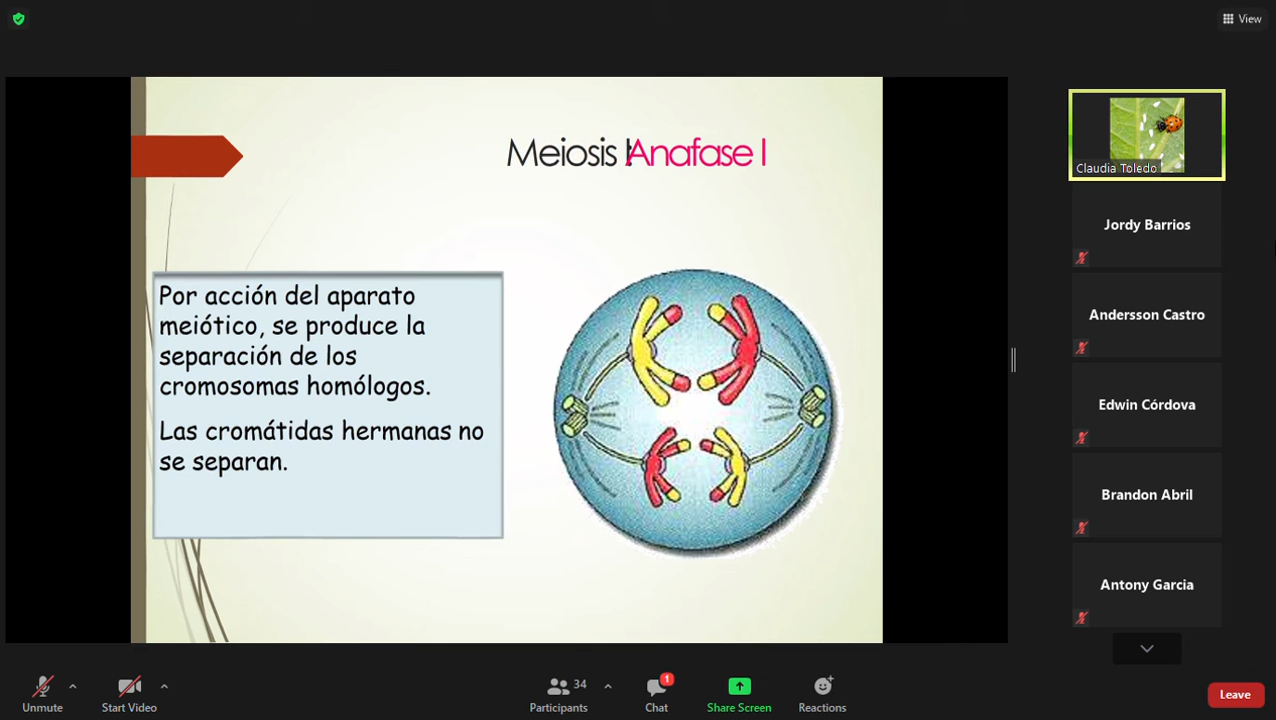 View
Meiosis I:Anafase I
Por acción del aparato
meiótico, se produce la
separación de los
cromosomas homólogos.
Las cromátidas hermanas no
se separan.
Claudia Toledo
Jordy Barrios
Andersson Castro
Edwin Córdova
Brandon Abril
Antony Garcia
Unmute
Start Video
34
Participants
1
Chat
Share Screen
Reactions
Leave